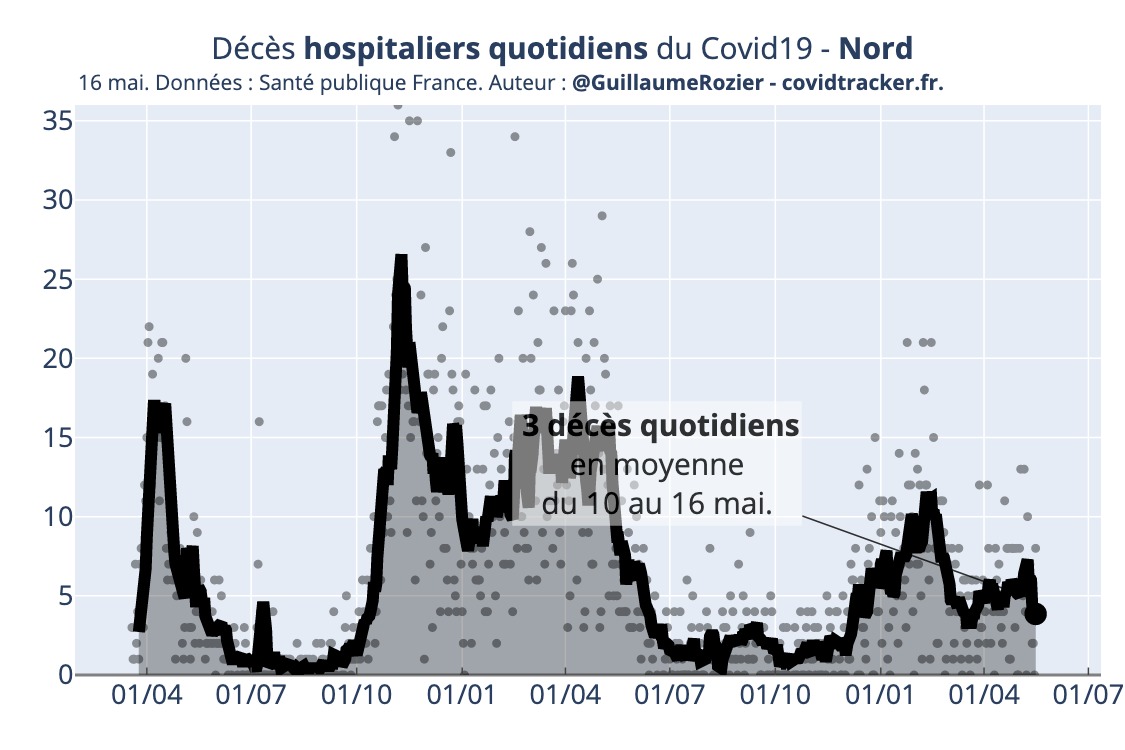 Décès hospitaliers quotidiens du Covid19 - Nord
16 mai. Données : Santé publique France. Auteur : @GuillaumeRozier - covidtracker.fr.
35
30
25
20
15
10
5
0
3 décès quotidiens
en moyenne
du 10 au 16 mai.
01/04 01/07 01/10 01/01 01/04 01/07 01/10 01/01 01/04 01/07